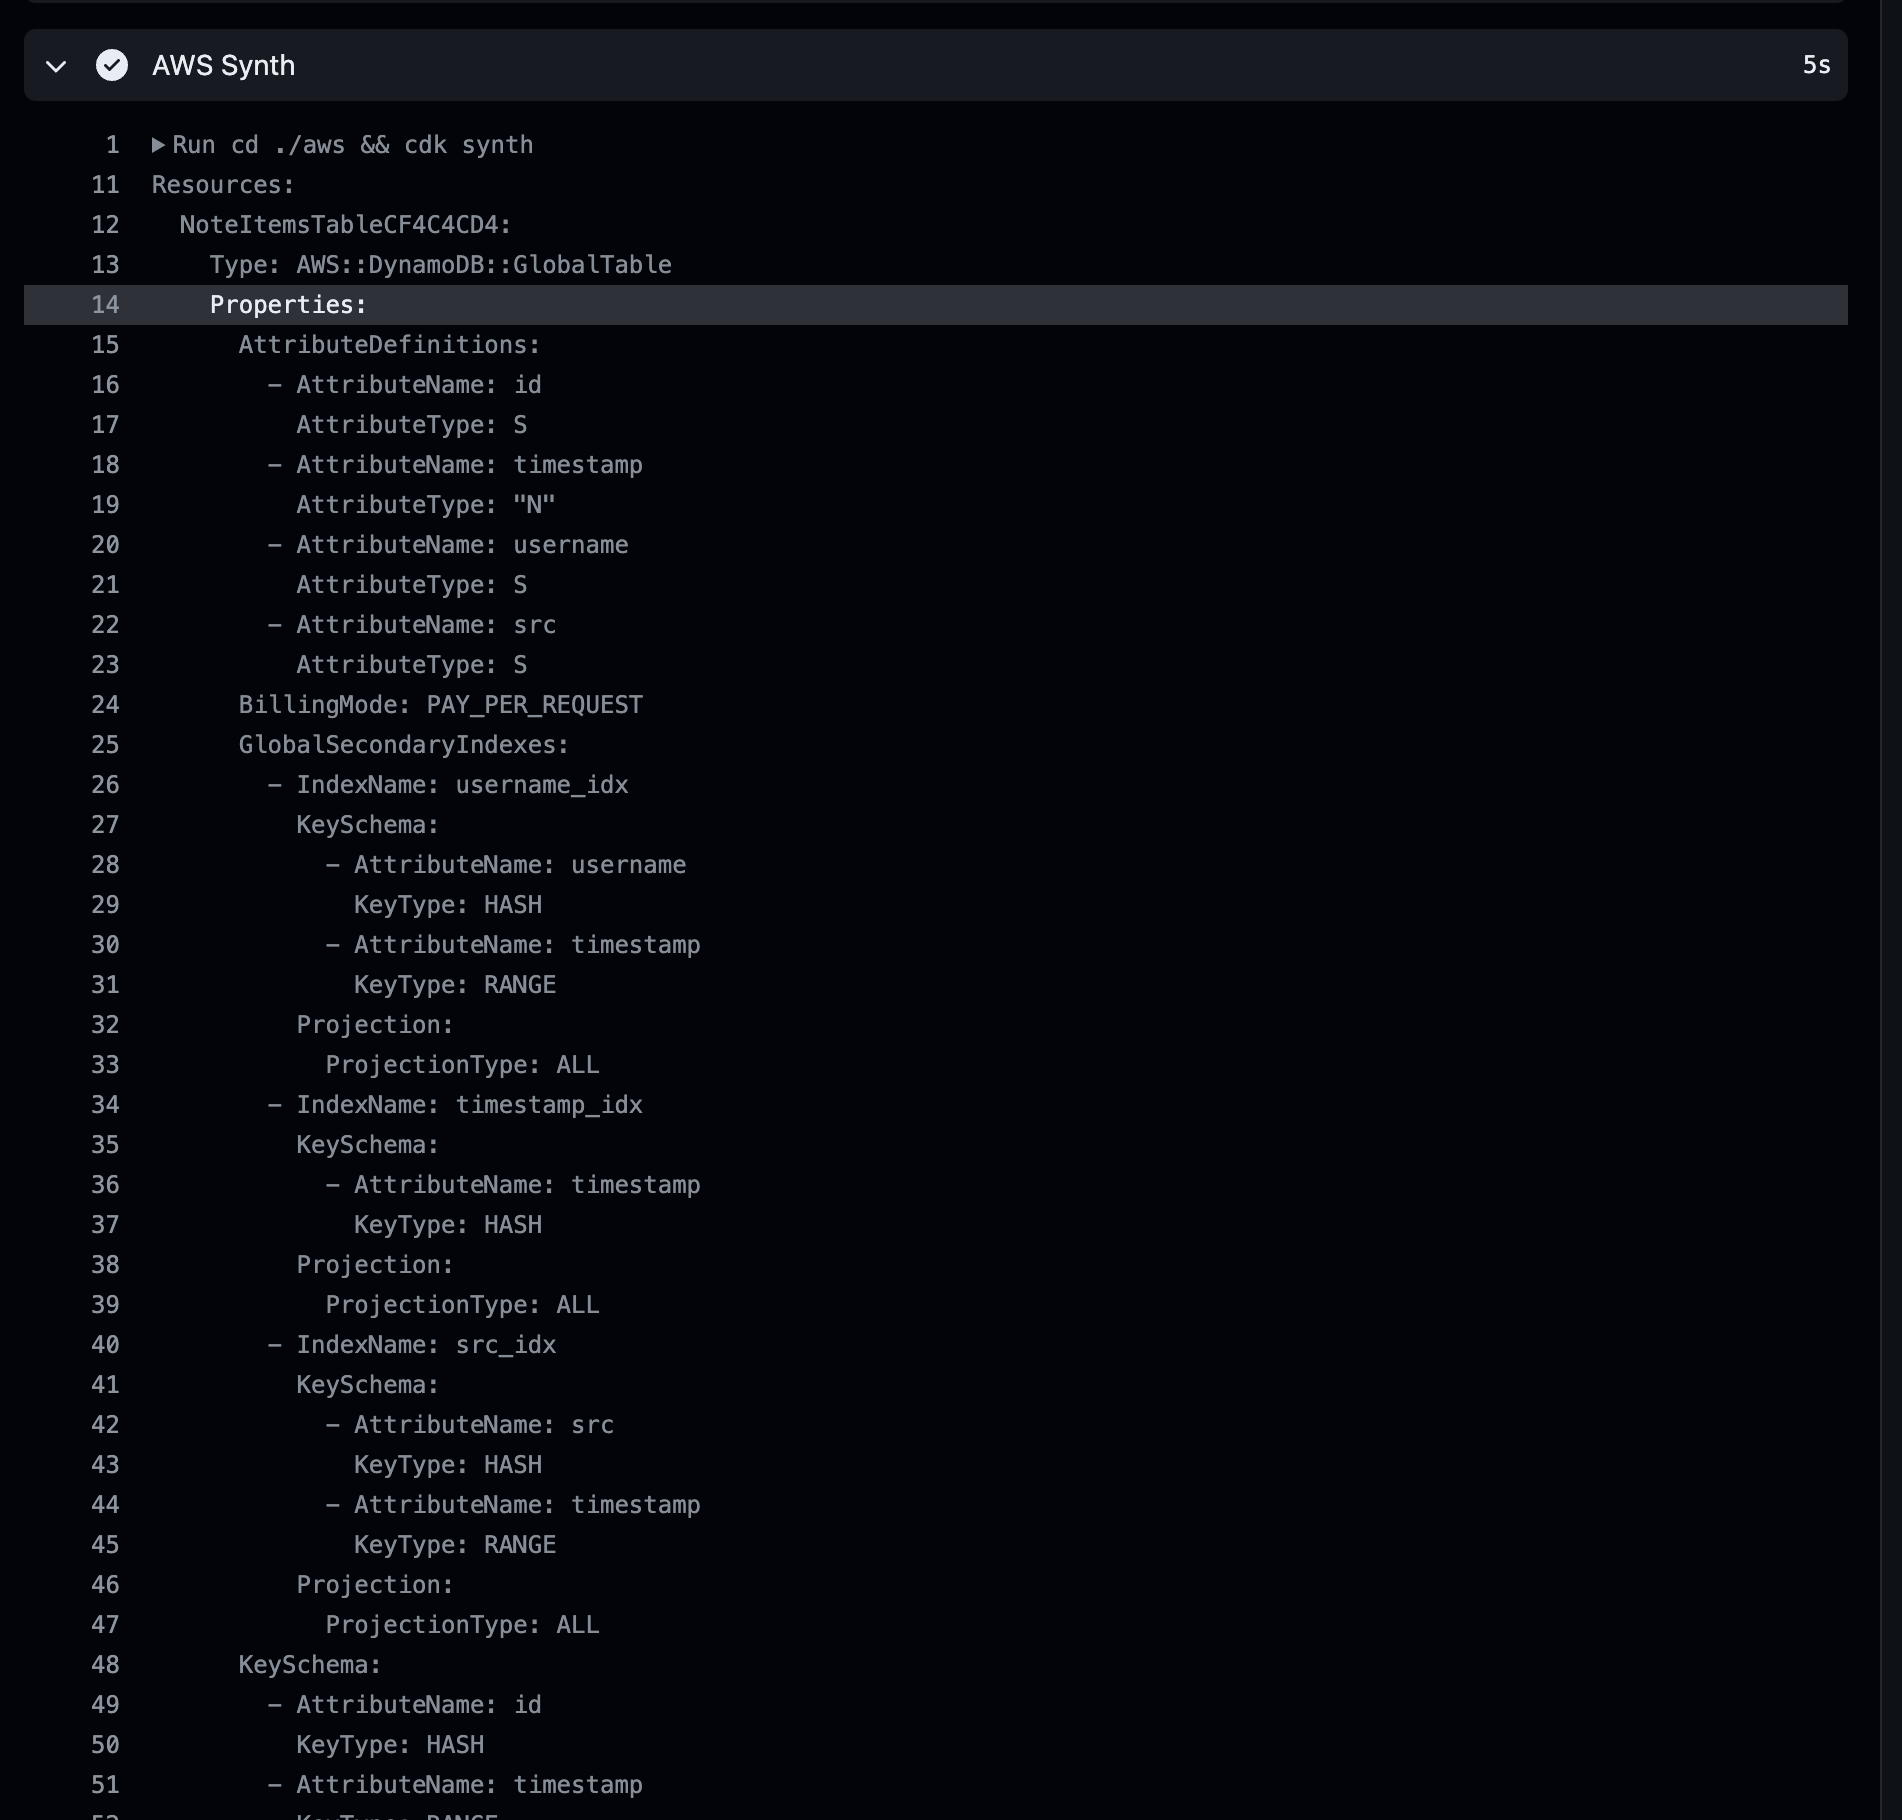 AWS Synth 5s
1 Run cd ./aws && cdk synth
11 Resources:
12 NoteItemsTableCF4C4CD4:
13 Type: AWS::DynamoDB::GlobalTable
14 Properties:
15 AttributeDefinitions:
16 - AttributeName: id
17 AttributeType: S
18 - AttributeName: timestamp
19 AttributeType: "N"
20 - AttributeName: username
21 AttributeType: S
22 - AttributeName: src
23 AttributeType: S
24 BillingMode: PAY_PER_REQUEST
25 GlobalSecondaryIndexes:
26 - IndexName: username_idx
27 KeySchema:
28 - AttributeName: username
29 KeyType: HASH
30 - AttributeName: timestamp
31 KeyType: RANGE
32 Projection:
33 ProjectionType: ALL
34 - IndexName: timestamp_idx
35 KeySchema:
36 - AttributeName: timestamp
37 KeyType: HASH
38 Projection:
39 ProjectionType: ALL
40 - IndexName: src_idx
41 KeySchema:
42 - AttributeName: src
43 KeyType: HASH
44 - AttributeName: timestamp
45 KeyType: RANGE
46 Projection:
47 ProjectionType: ALL
48 KeySchema:
49 - AttributeName: id
50 KeyType: HASH
51 - AttributeName: timestamp
52 KeyType: RANGE